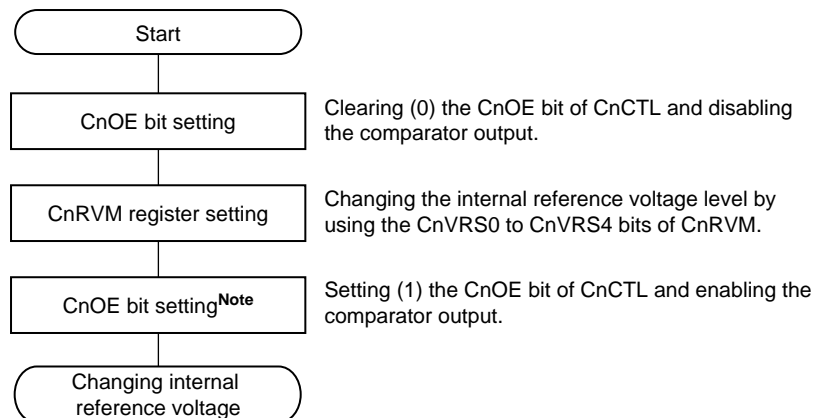 Start
CnOE bit setting
Clearing (0) the CnOE bit of CnCTL and disabling
the comparator output.
CnRVM register setting
Changing the internal reference voltage level by
using the CnVRS0 to CnVRS4 bits of CnRVM.
CnOE bit settingNote
Setting (1) the CnOE bit of CnCTL and enabling the
comparator output.
Changing internal
reference voltage